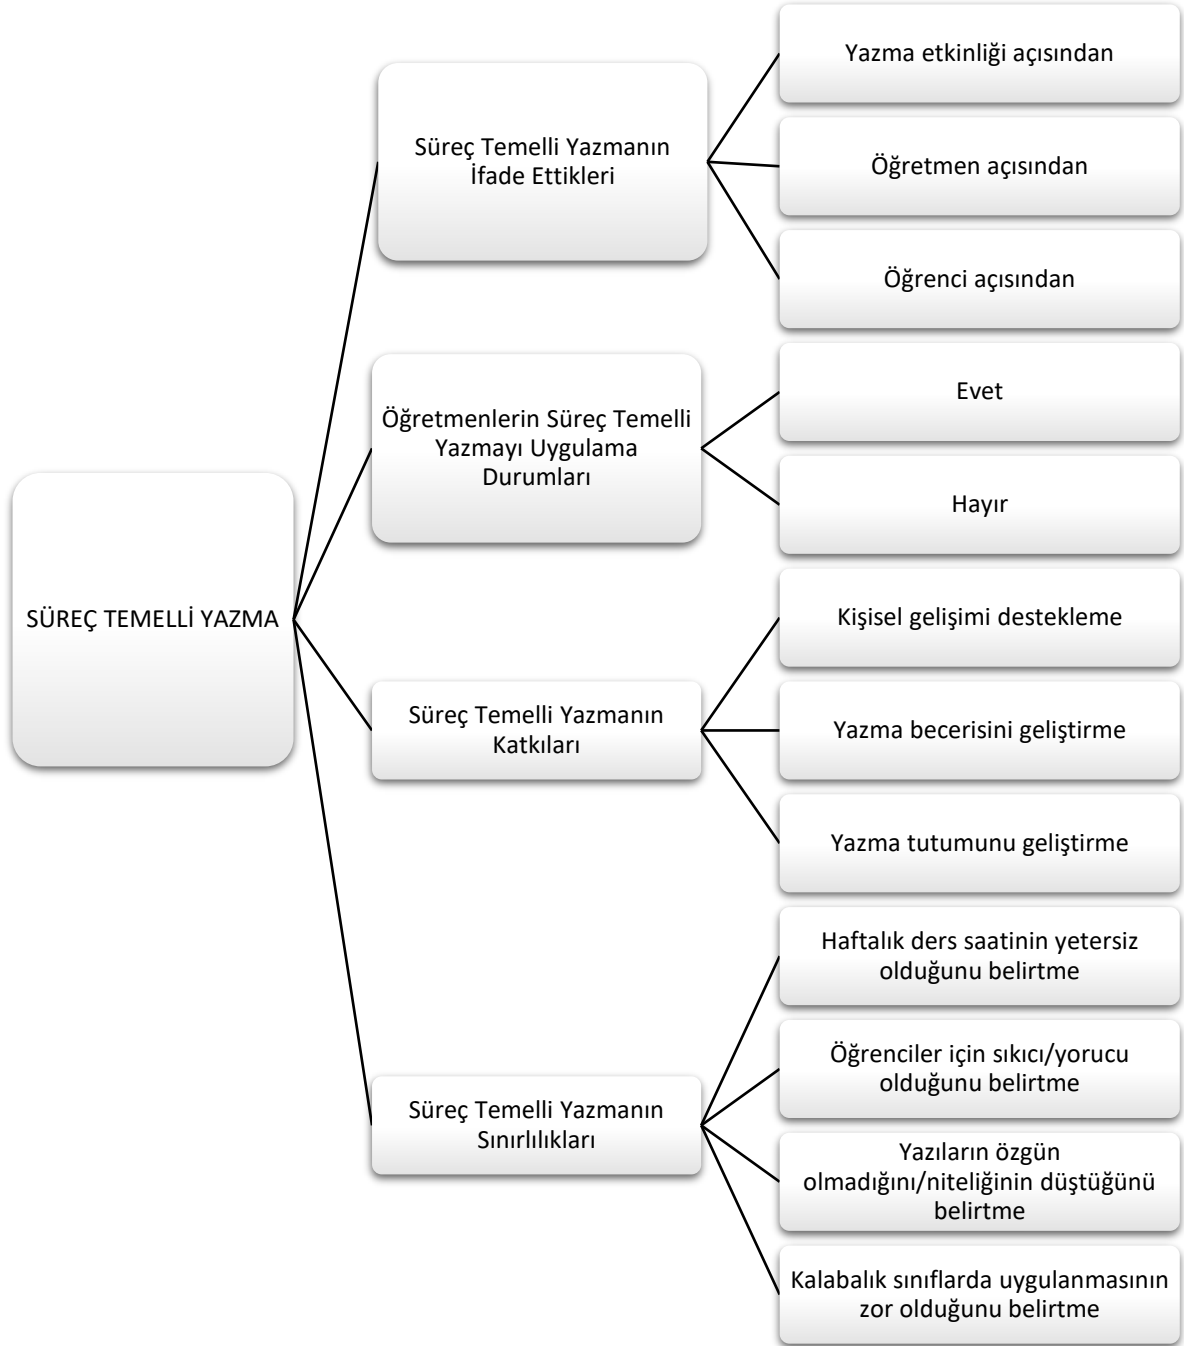 SÜREÇ TEMELLİ YAZMA
Süreç Temelli Yazmanın
İfade Ettikleri
Yazma etkinliği açısından
Öğretmen açısından
Öğrenci açısından
Öğretmenlerin Süreç Temelli
Yazmayı Uygulama
Durumları
Evet
Hayır
Süreç Temelli Yazmanın
Katkıları
Kişisel gelişimi destekleme
Yazma becerisini geliştirme
Yazma tutumunu geliştirme
Süreç Temelli Yazmanın
Sınırlılıkları
Haftalık ders saatinin yetersiz
olduğunu belirtme
Öğrenciler için sıkıcı/yorucu
olduğunu belirtme
Yazıların özgün
olmadığını/niteliğinin düştüğünü
belirtme
Kalabalık sınıflarda uygulanmasının
zor olduğunu belirtme